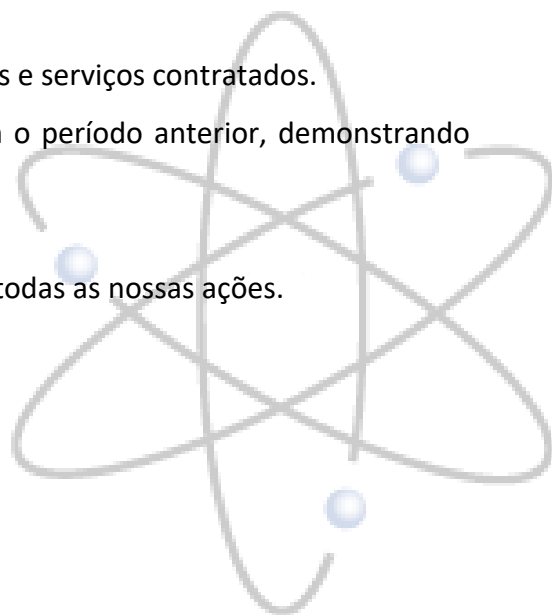 s e serviços contratados.
o período anterior, demonstrando
todas as nossas ações.